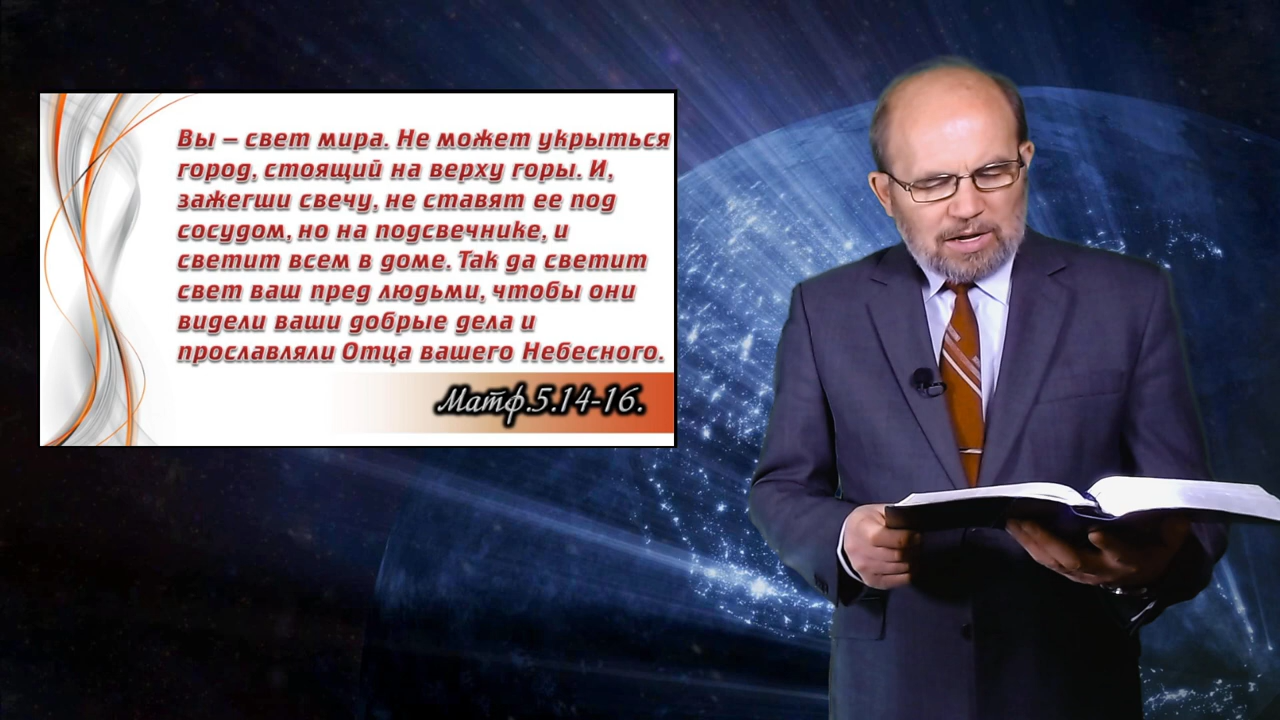 Вы – свет мира. Не может укрыться
город, стоящий на верху горы. И,
зажегши свечу, не ставят ее под
сосудом, но на подсвечнике, и
светит всем в доме. Так да светит
свет ваш пред людьми, чтобы они
видели ваши добрые дела и
прославляли Отца вашего Небесного.
Матф.5.14-16.